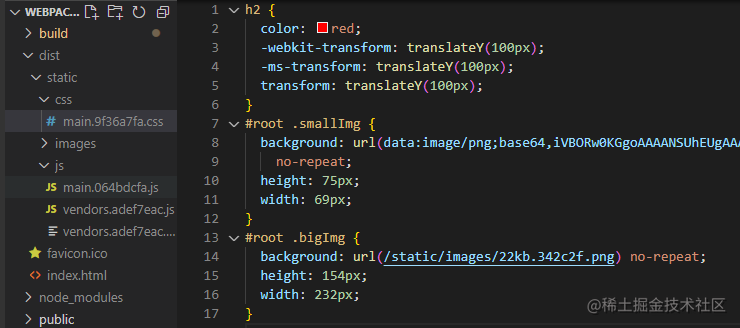 WEBPAC...
build
dist
static
css
# main.9f36a7fa.css
images
js
JS main.064bdcfa.js
JS vendors.adef7eac.js
vendors.adef7eac....
favicon.ico
<> index.html
node_modules
public
1 h2 {
2 color: red;
3 -webkit-transform: translateY(100px);
4 -ms-transform: translateY(100px);
5 transform: translateY(100px);
6 }
7 #root .smallImg {
8 background: url(data:image/png;base64,iVBORw0KGgoAAAANSUhEUgAA
9 no-repeat;
10 height: 75px;
11 width: 69px;
12 }
13 #root .bigImg {
14 background: url(/static/images/22kb.342c2f.png) no-repeat;
15 height: 154px;
16 width: 232px;
17 }
@稀土掘金技术社区